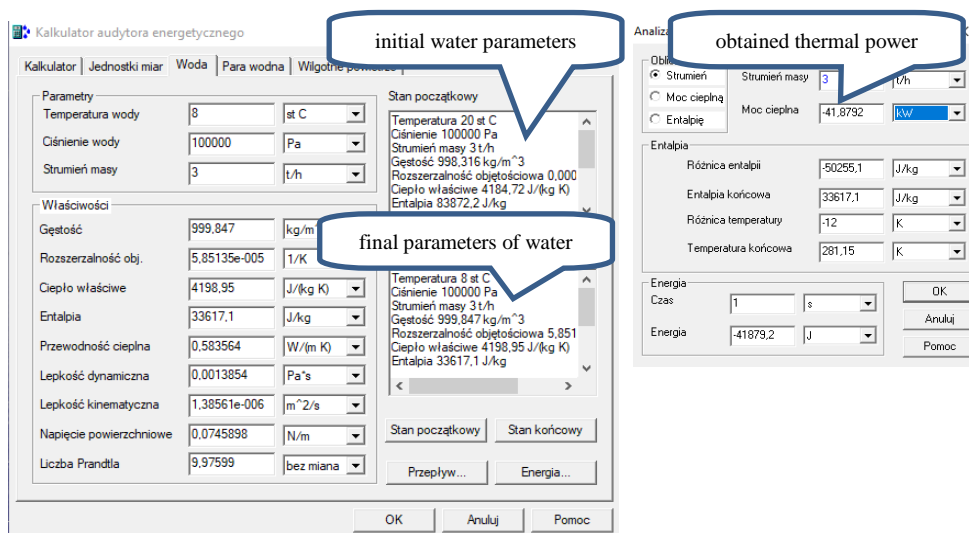 Kalkulator audytora energetycznego
initial water parameters
Kalkulator
Jednostki miar
Woda
Para wodna
Wilgotne
Parametry
Temperatura wody 8 st C
Ciśnienie wody 100000 Pa
Strumień masy 3 t/h
Właściwości
Gęstość 999,847
Rozszerzalność obj. 5,85135e-005 1/K
Ciepło właściwe 4198,95 J/(kg K)
Entalpia 33617,1 J/kg
Przewodność cieplna 0,583564 W/(m K)
Lepkość dynamiczna 0,0013854 Pa*s
Lepkość kinematyczna 1,38561e-006 m^2/s
Napięcie powierzchniowe 0,0745898 N/m
Liczba Prandtla 9,97599 bez miana
Stan początkowy
Temperatura 20 st C
Ciśnienie 100000 Pa
Strumień masy 3 t/h
Gęstość 998,316 kg/m^3
Rozszerzalność objętościowa 0,000
Ciepło właściwe 4184,72 J/(kg K)
Entalpia 83872,2 J/kg
final parameters of water
Temperatura 8 st C
Ciśnienie 100000 Pa
Strumień masy 3 t/h
Gęstość 999,847 kg/m^3
Rozszerzalność objętościowa 5,851
Ciepło właściwe 4198,95 J/(kg K)
Entalpia 33617,1 J/kg
< >
Stan początkowy
Stan końcowy
Przepływ...
Energia...
OK
Anuluj
Pomoc
Analiza
obtained thermal power
Strumień
Moc cieplną
Entalpię
Strumień masy 3 t/h
Moc cieplna -41,8792 kW
Entalpia
Różnica entalpii -50255,1 J/kg
Entalpia końcowa 33617,1 J/kg
Różnica temperatury -12 K
Temperatura końcowa 281,15 K
Energia
Czas 1 s
Energia -41879,2 J
OK
Anuluj
Pomoc